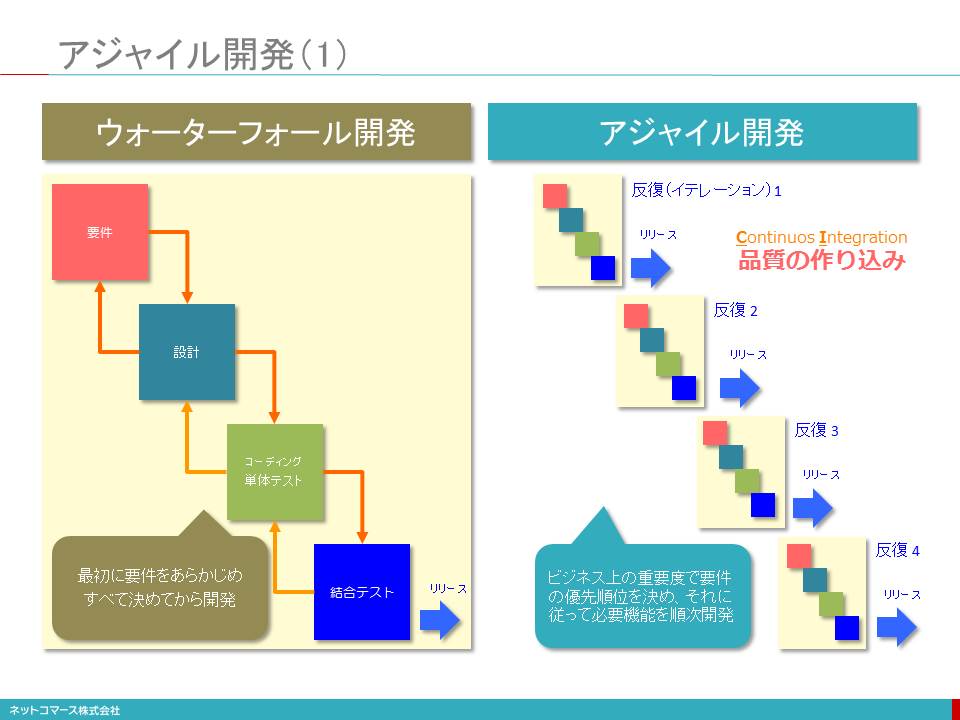 アジャイル開発（1）
ウォーターフォール開発
要件
設計
コーディング
単体テスト
最初に要件をあらかじめ
すべて決めてから開発
結合テスト
リリース
アジャイル開発
反復（イテレーション）1
リリース
Continuos Integration
品質の作り込み
反復 2
リリース
反復 3
リリース
反復 4
リリース
ビジネス上の重要度で要件
の優先順位を決め、それに
従って必要機能を順次開発
ネットコマース株式会社